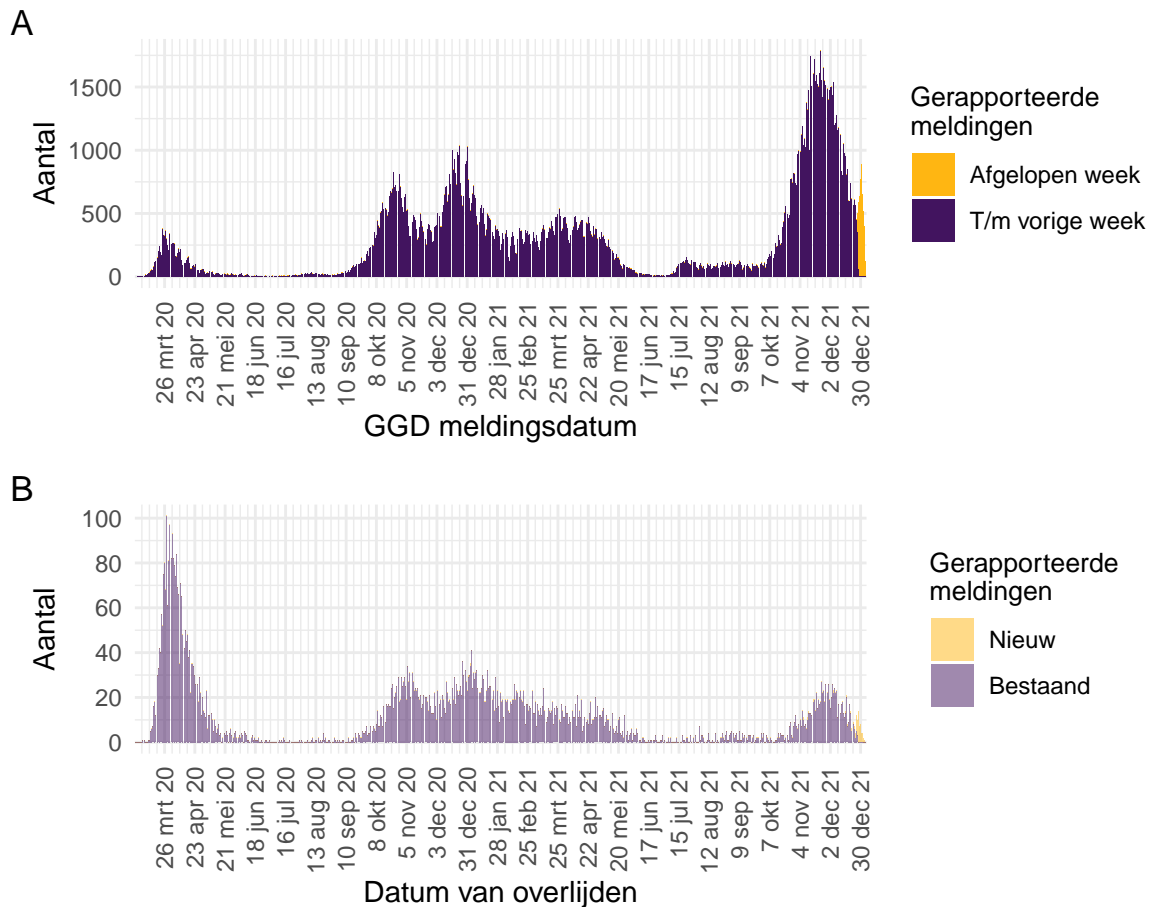 A
1500
1000
500
0
Aantal
26 mrt 20
23 apr 20
21 mei 20
18 jun 20
16 jul 20
13 aug 20
10 sep 20
8 okt 20
5 nov 20
3 dec 20
31 dec 20
28 jan 21
25 feb 21
25 mrt 21
22 apr 21
20 mei 21
17 jun 21
15 jul 21
12 aug 21
9 sep 21
7 okt 21
4 nov 21
2 dec 21
30 dec 21
GGD meldingsdatum
Gerapporteerde
meldingen
Afgelopen week
T/m vorige week
B
100
80
60
40
20
0
Aantal
26 mrt 20
23 apr 20
21 mei 20
18 jun 20
16 jul 20
13 aug 20
10 sep 20
8 okt 20
5 nov 20
3 dec 20
31 dec 20
28 jan 21
25 feb 21
25 mrt 21
22 apr 21
20 mei 21
17 jun 21
15 jul 21
12 aug 21
9 sep 21
7 okt 21
4 nov 21
2 dec 21
30 dec 21
Datum van overlijden
Gerapporteerde
meldingen
Nieuw
Bestaand